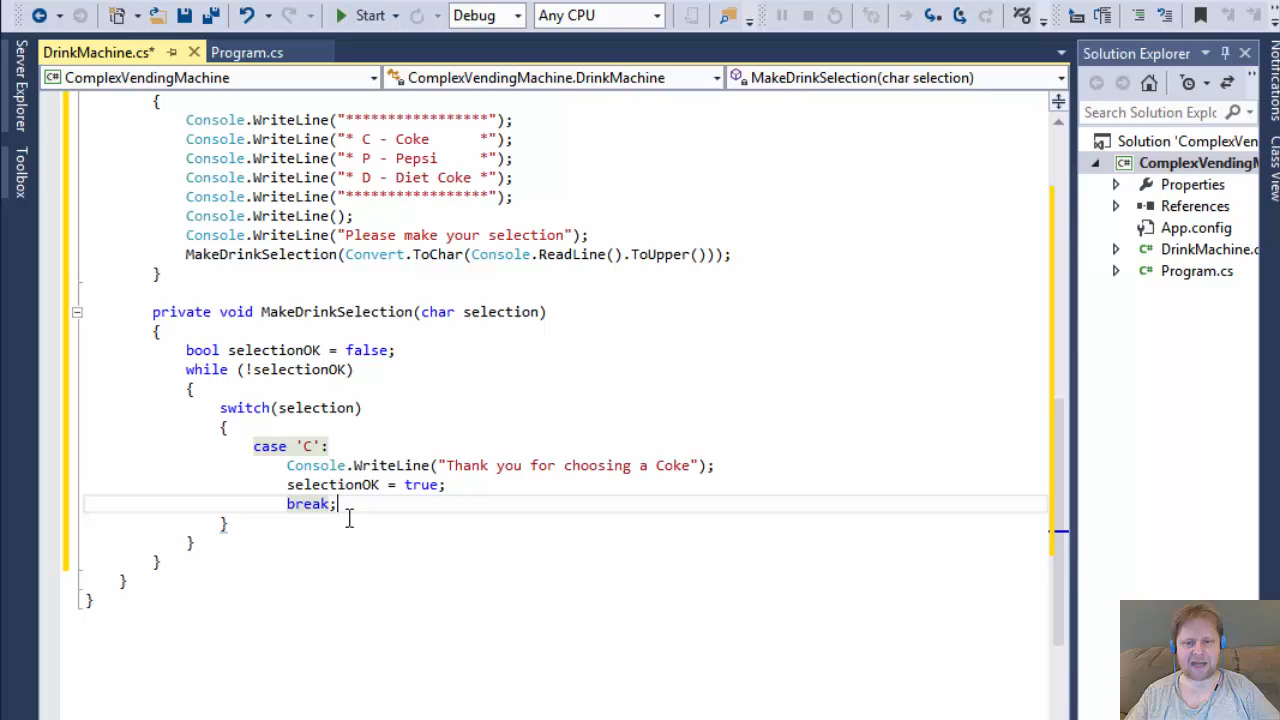 Start Debug Any CPU
DrinkMachine.cs* Program.cs
ComplexVendingMachine ComplexVendingMachine.DrinkMachine MakeDrinkSelection(char selection)
{
Console.WriteLine("*****************");
Console.WriteLine("* C - Coke      *");
Console.WriteLine("* P - Pepsi     *");
Console.WriteLine("* D - Diet Coke *");
Console.WriteLine("*****************");
Console.WriteLine();
Console.WriteLine("Please make your selection");
MakeDrinkSelection(Convert.ToChar(Console.ReadLine().ToUpper()));
}
private void MakeDrinkSelection(char selection)
{
bool selectionOK = false;
while (!selectionOK)
{
switch(selection)
{
case 'C':
Console.WriteLine("Thank you for choosing a Coke");
selectionOK = true;
break;
}
}
}
}
}
Server Explorer
Toolbox
Solution Explorer
Search Solution Explc
Solution 'ComplexVen
ComplexVendingM
Properties
References
App.config
DrinkMachine.c
Program.cs
Notifications
Class View